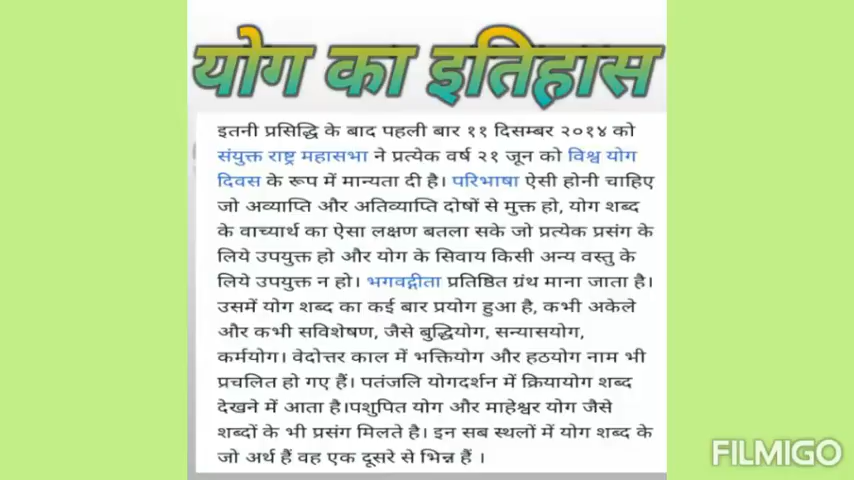 योग का इतिहास
इतनी प्रसिद्धि के बाद पहली बार ११ दिसम्बर २०१४ को
संयुक्त राष्ट्र महासभा ने प्रत्येक वर्ष २१ जून को विश्व योग
दिवस के रूप में मान्यता दी है। परिभाषा ऐसी होनी चाहिए
जो अव्याप्ति और अतिव्याप्ति दोषों से मुक्त हो, योग शब्द
के वाच्यार्थ का ऐसा लक्षण बतला सके जो प्रत्येक प्रसंग के
लिये उपयुक्त हो और योग के सिवाय किसी अन्य वस्तु के
लिये उपयुक्त न हो। भगवद्गीता प्रतिष्ठित ग्रंथ माना जाता है।
उसमें योग शब्द का कई बार प्रयोग हुआ है, कभी अकेले
और कभी सविशेषण, जैसे बुद्धियोग, सन्यासयोग,
कर्मयोग। वेदोत्तर काल में भक्तियोग और हठयोग नाम भी
प्रचलित हो गए हैं। पतंजलि योगदर्शन में क्रियायोग शब्द
देखने में आता है।पशुपित योग और माहेश्वर योग जैसे
शब्दों के भी प्रसंग मिलते है। इन सब स्थलों में योग शब्द के
जो अर्थ हैं वह एक दूसरे से भिन्न हैं ।
FILMIGO